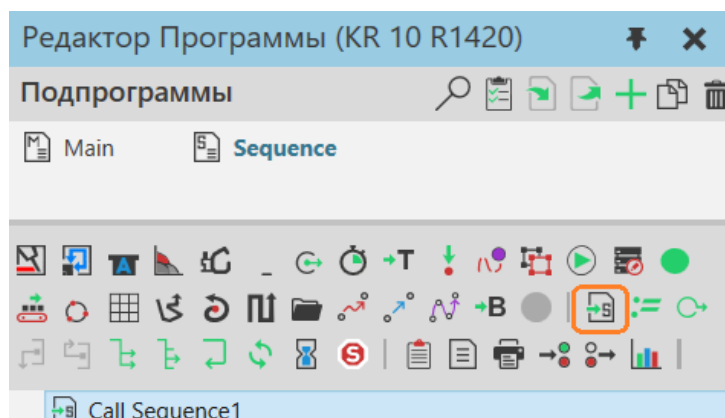 Редактор Программы (KR 10 R1420)
Подпрограммы
Main
Sequence
Call Sequence1